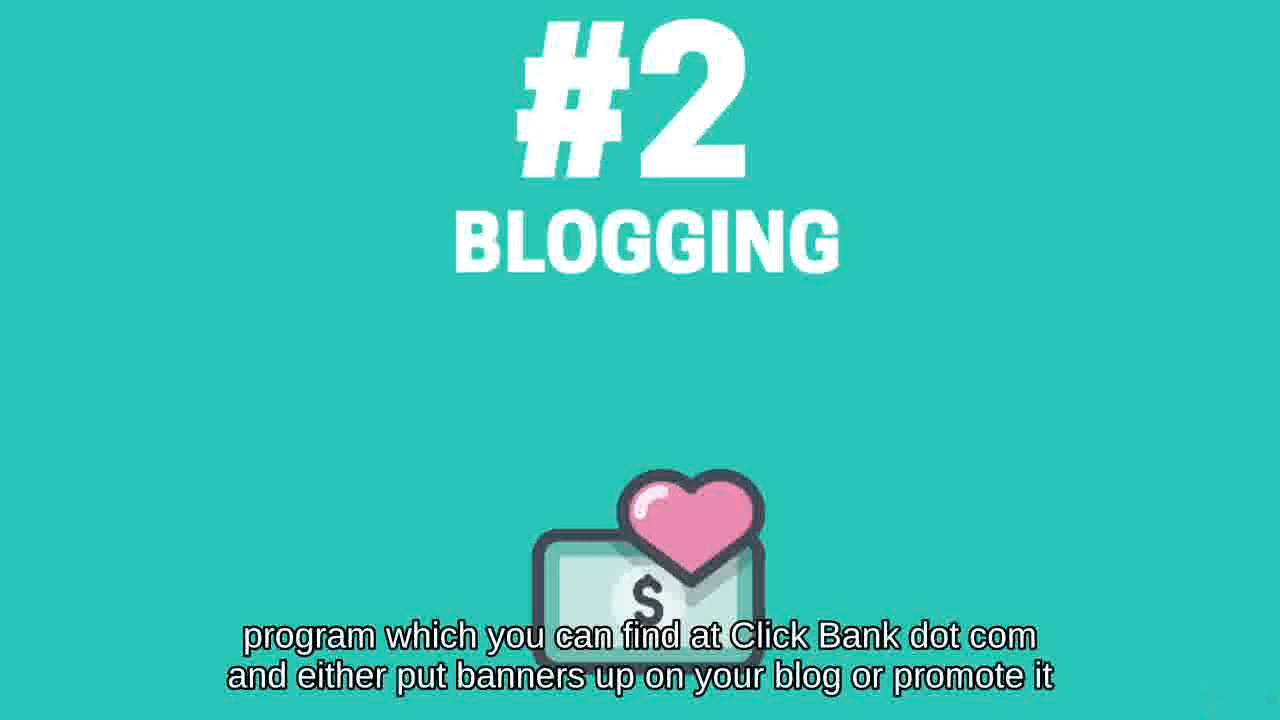 #2
BLOGGING
$
program which you can find at Click Bank dot com
and either put banners up on your blog or promote it